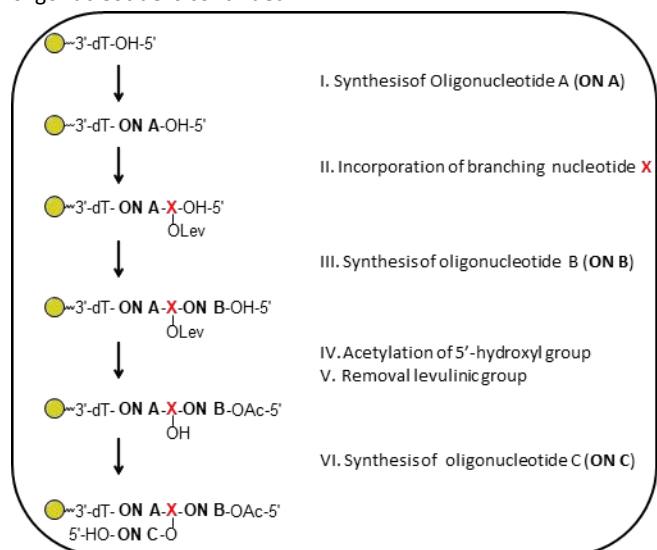 3'-dT-OH-5'
I. Synthesisof Oligonucleotide A (ON A)
3'-dT- ON A-OH-5'
II. Incorporation of branching nucleotide X
3'-dT- ON A-X-OH-5'
OLev
III. Synthesisof oligonucleotide B (ON B)
3'-dT- ON A-X-ON B-OH-5'
OLev
IV. Acetylation of 5'-hydroxyl group
V. Removal levulinic group
3'-dT- ON A-X-ON B-OAc-5'
OH
VI. Synthesis of oligonucleotide C (ON C)
3'-dT- ON A-X-ON B-OAc-5'
5'-HO-ON C-O